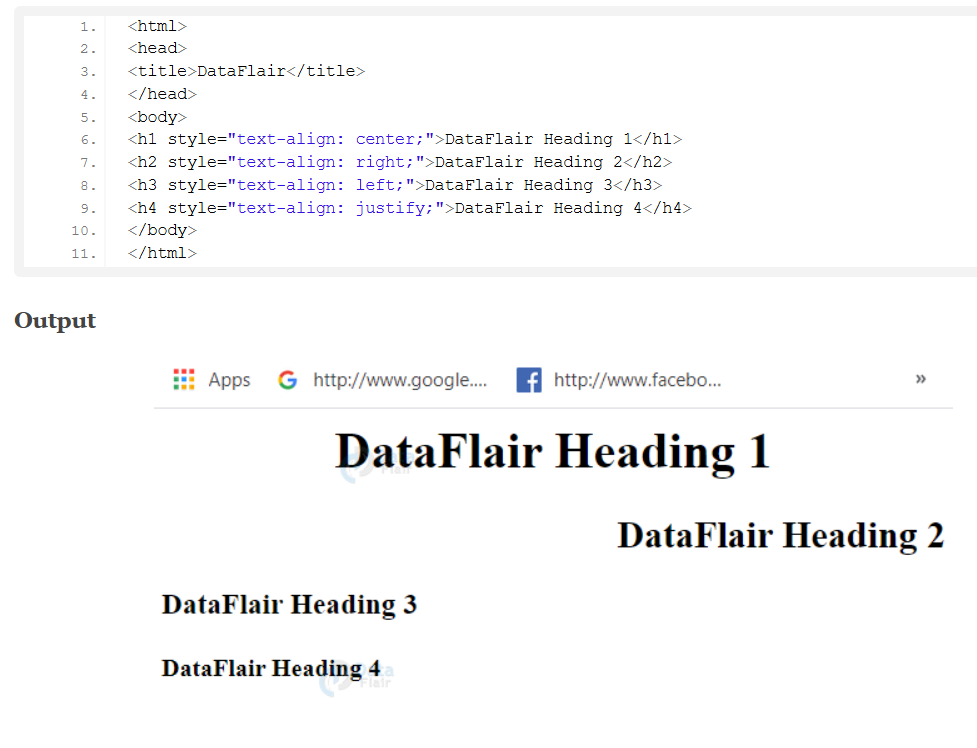 1. <html>
2. <head>
3. <title>DataFlair</title>
4. </head>
5. <body>
6. <h1 style="text-align: center;">DataFlair Heading 1</h1>
7. <h2 style="text-align: right;">DataFlair Heading 2</h2>
8. <h3 style="text-align: left;">DataFlair Heading 3</h3>
9. <h4 style="text-align: justify;">DataFlair Heading 4</h4>
10. </body>
11. </html>
Output
Apps http://www.google.... http://www.facebo... »
DataFlair Heading 1
Flair
DataFlair Heading 2
DataFlair Heading 3
DataFlair Heading 4
Flair